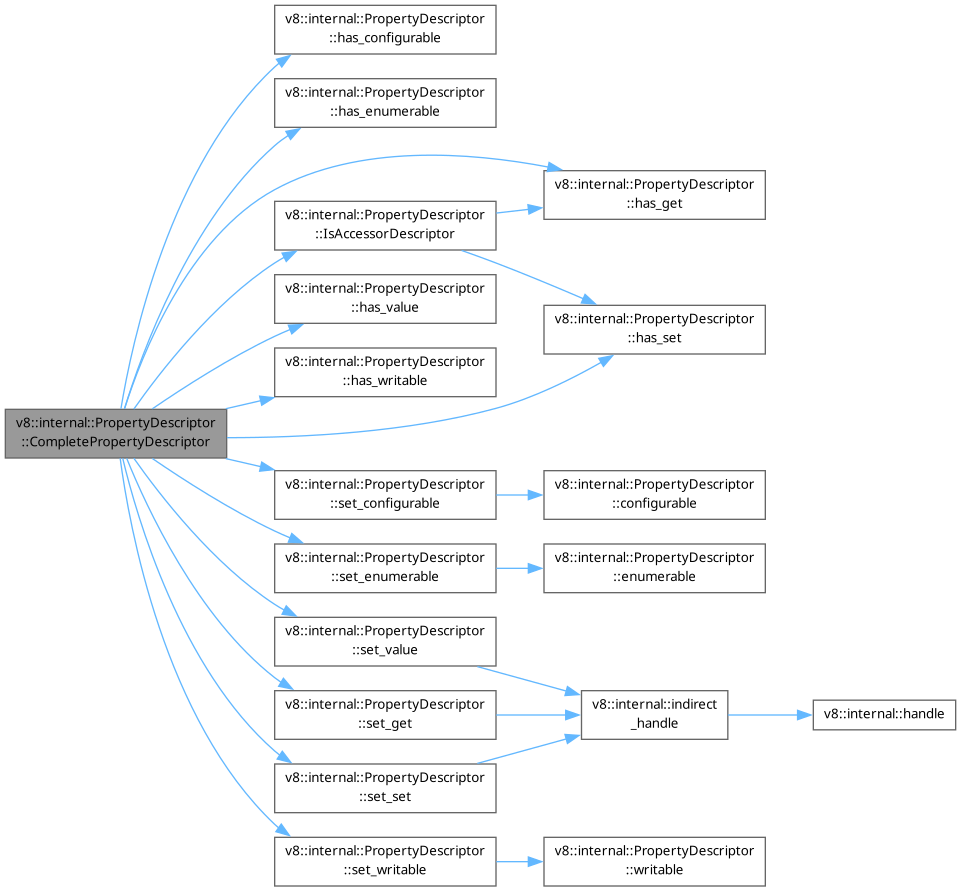 v8::internal::PropertyDescriptor
::has_configurable
v8::internal::PropertyDescriptor
::has_enumerable
v8::internal::PropertyDescriptor
::has_get
v8::internal::PropertyDescriptor
::IsAccessorDescriptor
v8::internal::PropertyDescriptor
::has_value
v8::internal::PropertyDescriptor
::has_set
v8::internal::PropertyDescriptor
::has_writable
v8::internal::PropertyDescriptor
::CompletePropertyDescriptor
v8::internal::PropertyDescriptor
::set_configurable
v8::internal::PropertyDescriptor
::configurable
v8::internal::PropertyDescriptor
::set_enumerable
v8::internal::PropertyDescriptor
::enumerable
v8::internal::PropertyDescriptor
::set_value
v8::internal::PropertyDescriptor
::set_get
v8::internal::indirect
_handle
v8::internal::handle
v8::internal::PropertyDescriptor
::set_set
v8::internal::PropertyDescriptor
::set_writable
v8::internal::PropertyDescriptor
::writable